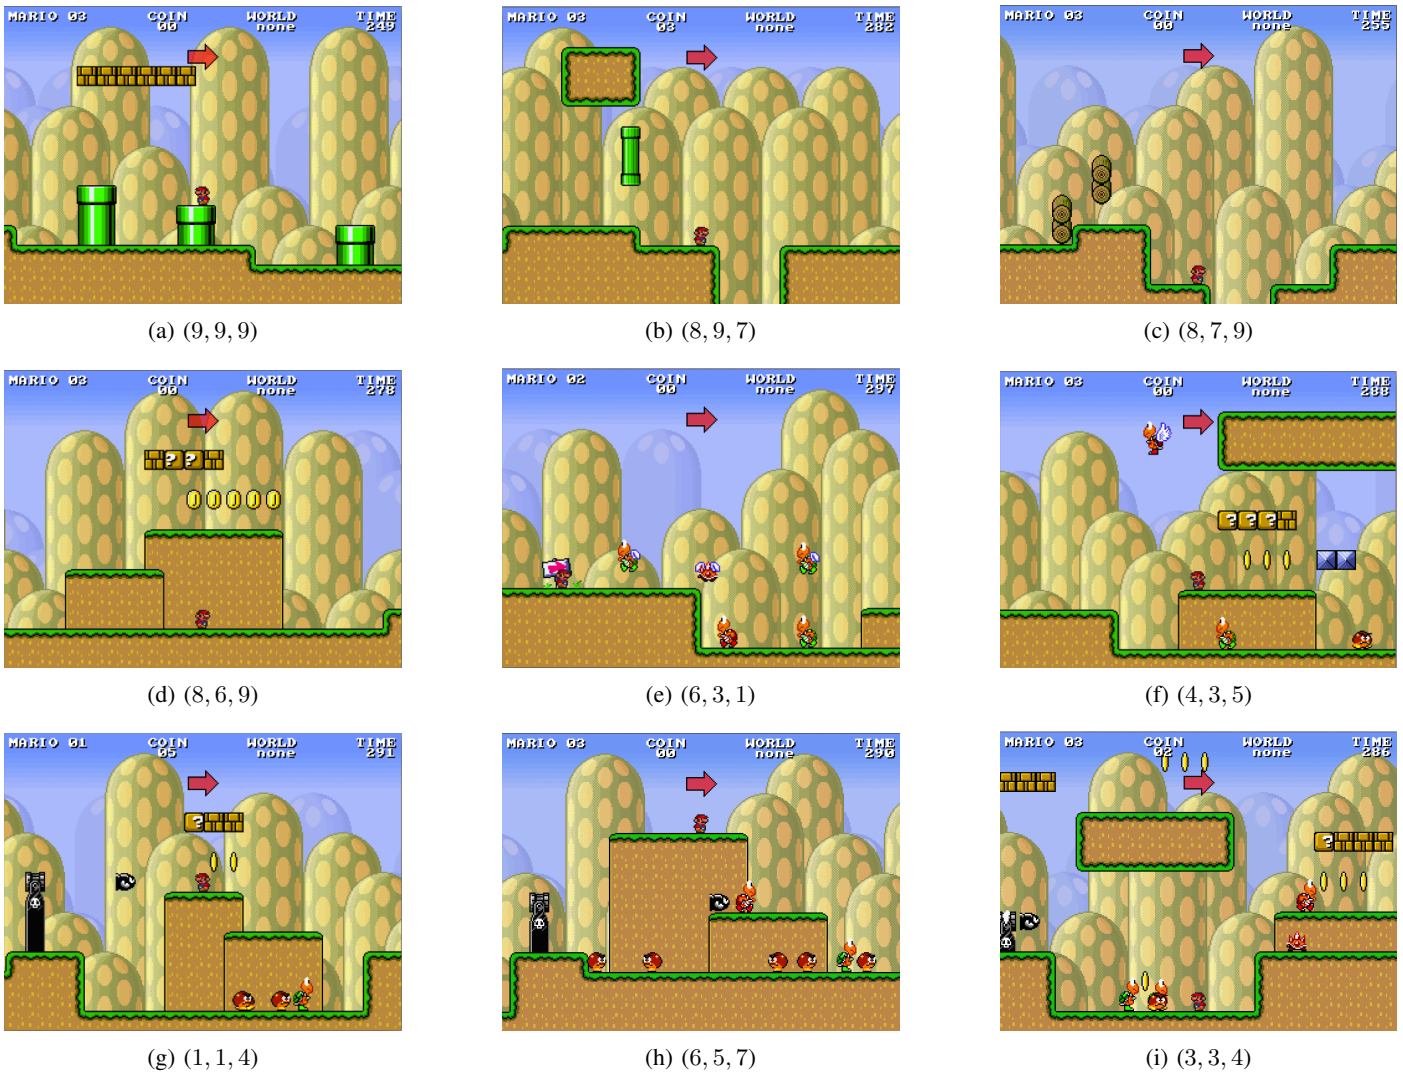 MARIO 03 COIN WORLD TIME
00 none 249
(a) (9, 9, 9)
MARIO 03 COIN WORLD TIME
03 none 282
(b) (8, 9, 7)
MARIO 03 COIN WORLD TIME
00 none 255
(c) (8, 7, 9)
MARIO 03 COIN WORLD TIME
00 none 278
? ?
(d) (8, 6, 9)
MARIO 02 COIN WORLD TIME
00 none 297
(e) (6, 3, 1)
MARIO 03 COIN WORLD TIME
00 none 288
? ? ?
(f) (4, 3, 5)
MARIO 01 COIN WORLD TIME
05 none 291
?
(g) (1, 1, 4)
MARIO 03 COIN WORLD TIME
00 none 290
(h) (6, 5, 7)
MARIO 03 COIN WORLD TIME
02 none 286
?
(i) (3, 3, 4)